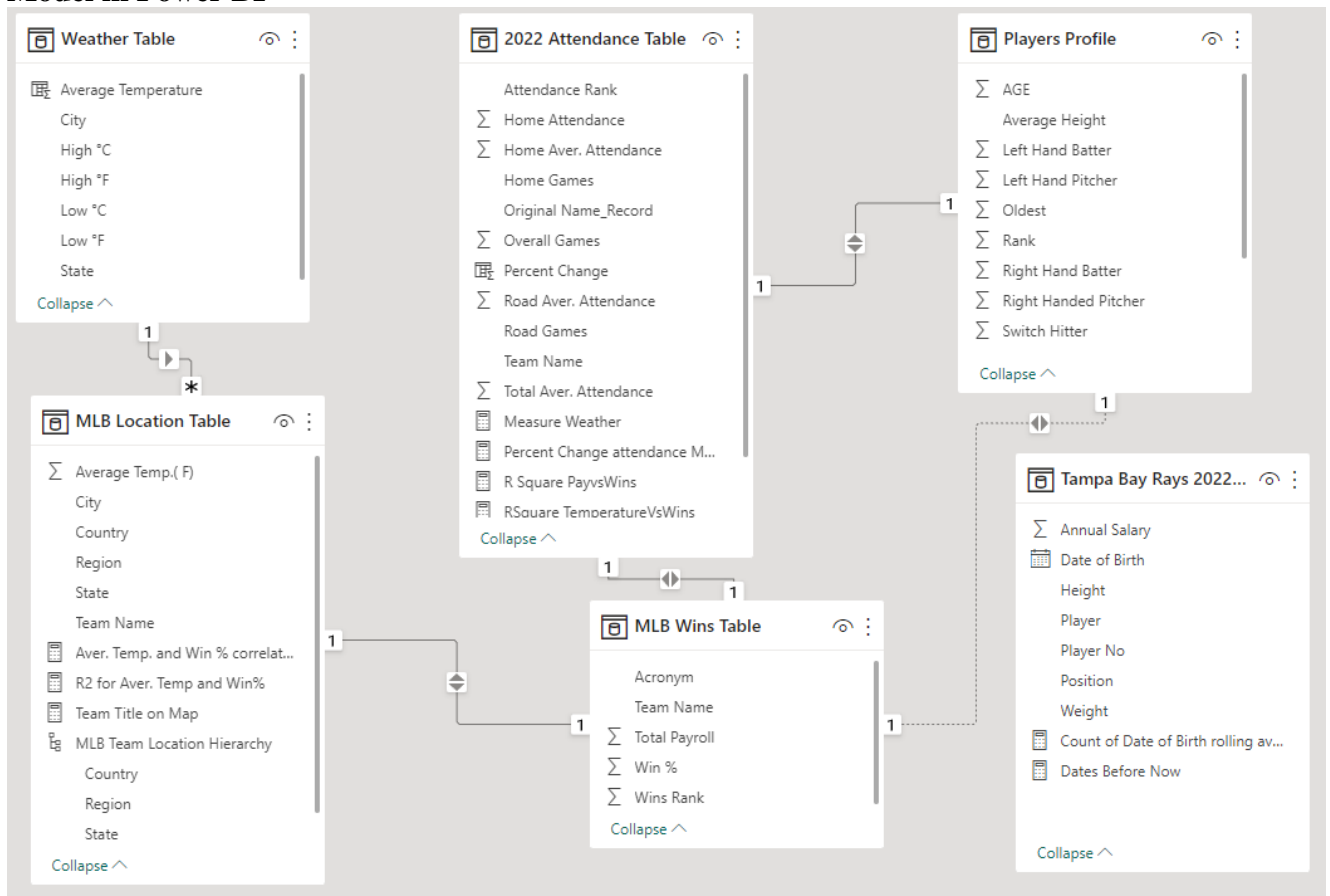 Weather Table
Average Temperature
City
High °C
High °F
Low °C
Low °F
State
Collapse
1
*
2022 Attendance Table
Attendance Rank
Home Attendance
Home Aver. Attendance
Home Games
Original Name_Record
Overall Games
Percent Change
Road Aver. Attendance
Road Games
Team Name
Total Aver. Attendance
Measure Weather
Percent Change attendance M...
R Square PayvsWins
RSquare TemperatureVsWins
Collapse
1
1
Players Profile
AGE
Average Height
Left Hand Batter
Left Hand Pitcher
Oldest
Rank
Right Hand Batter
Right Handed Pitcher
Switch Hitter
Collapse
1
1
MLB Location Table
Average Temp.( F)
City
Country
Region
State
Team Name
Aver. Temp. and Win % correlat...
R2 for Aver. Temp and Win%
Team Title on Map
MLB Team Location Hierarchy
Country
Region
State
Collapse
1
MLB Wins Table
Acronym
Team Name
Total Payroll
Win %
Wins Rank
Collapse
1
1
1
Tampa Bay Rays 2022...
Annual Salary
Date of Birth
Height
Player
Player No
Position
Weight
Count of Date of Birth rolling av...
Dates Before Now
Collapse